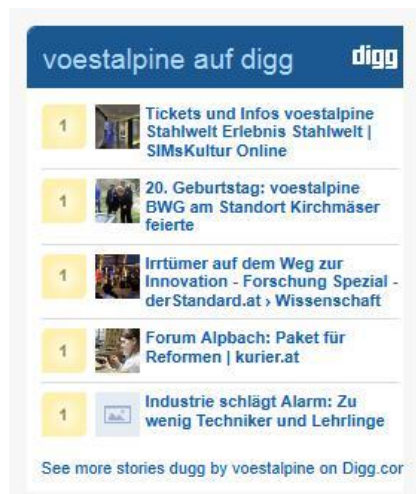 voestalpine auf digg digg
1 Tickets und Infos voestalpine
Stahlwelt Erlebnis Stahlwelt |
SIMsKultur Online
1 20. Geburtstag: voestalpine
BWG am Standort Kirchmäser
feierte
1 Irrtümer auf dem Weg zur
Innovation - Forschung Spezial -
derStandard.at › Wissenschaft
1 Forum Alpbach: Paket für
Reformen | kurier.at
1 Industrie schlägt Alarm: Zu
wenig Techniker und Lehrlinge
See more stories dugg by voestalpine on Digg.cor